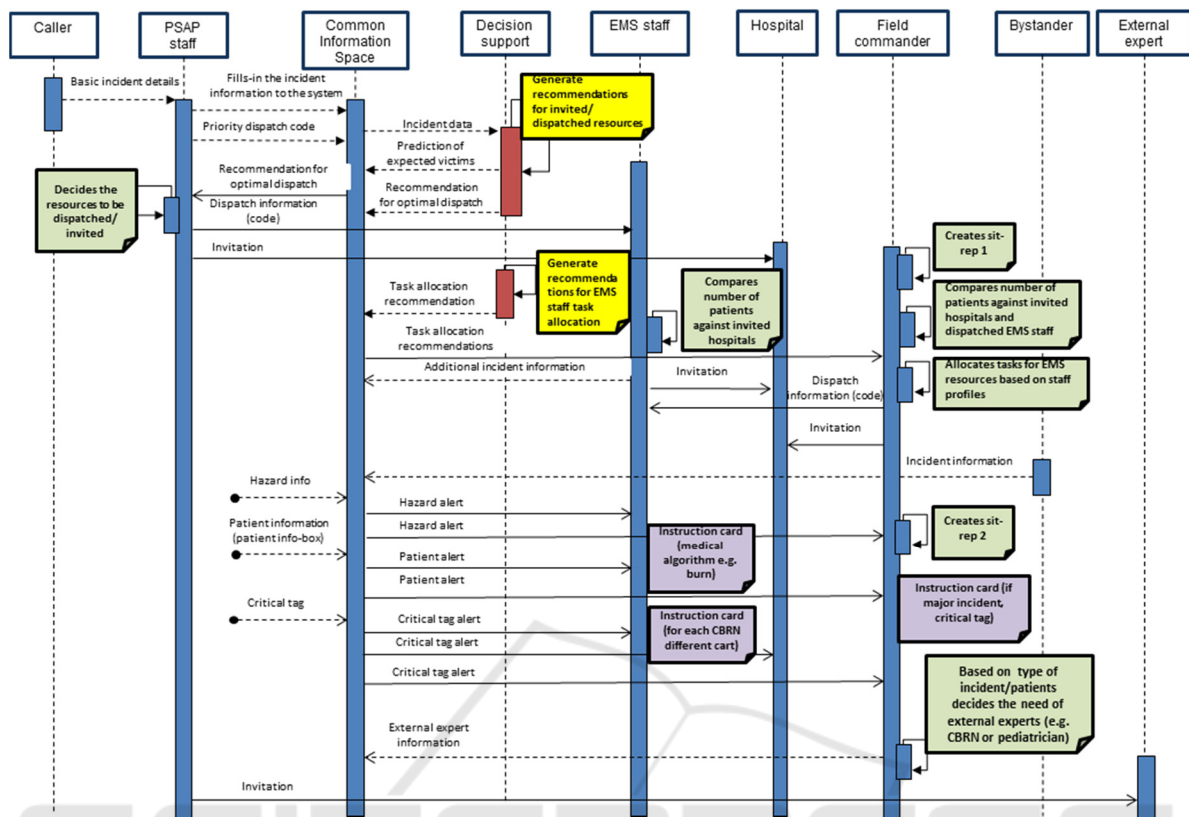 Caller
PSAP
staff
Common
Information
Space
Decision
support
EMS staff
Hospital
Field
commander
Bystander
External
expert
Basic incident details
Fills-in the incident
information to the system
Generate
recommendations
for invited/
dispatched resources
Priority dispatch code
Incident data
Prediction of
expected victims
Recommendation for
optimal dispatch
Recommendation
for optimal dispatch
Decides the
resources to be
dispatched/
invited
Dispatch information
(code)
Invitation
Creates sit-
rep 1
Generate
recommenda
tions for EMS
staff task
allocation
Task allocation
recommendation
Compares
number of
patients
against invited
hospitals
Compares number of
patients against invited
hospitals and
dispatched EMS staff
Task allocation
recommendations
Additional incident information
Invitation
Dispatch
information (code)
Allocates tasks for EMS
resources based on staff
profiles
Invitation
Incident information
Hazard info
Hazard alert
Hazard alert
Creates sit-
rep 2
Patient information
(patient info-box)
Instruction card
(medical
algorithm e.g.
burn)
Patient alert
Patient alert
Instruction card (if
major incident,
critical tag)
Critical tag
Critical tag alert
Instruction card
(for each CBRN
different cart)
Critical tag alert
Critical tag alert
Based on type of
incident/patients
decides the need of
external experts (e.g.
CBRN or pediatrician)
External expert
information
Invitation